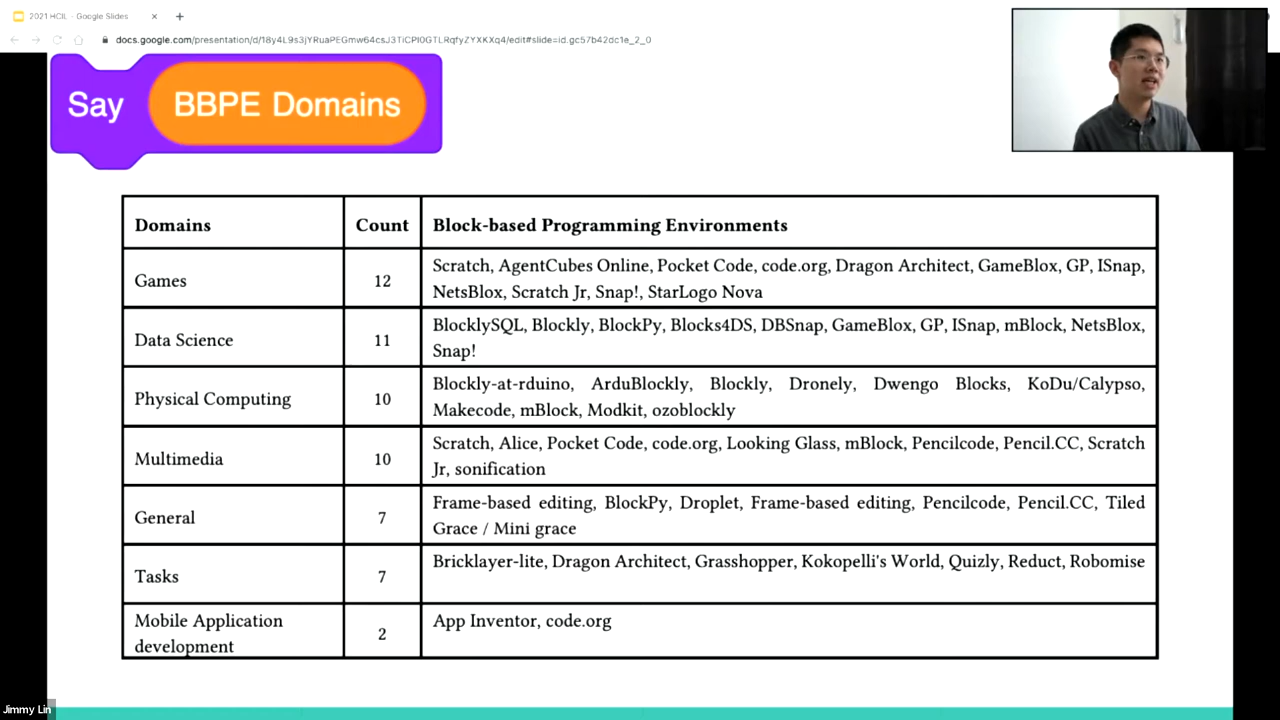 2021 HCIL - Google Slides
docs.google.com/presentation/d/18y4L9s3jYRuaPEGmw64csJ3TiCPI0GTLRqfyZYXKXq4/edit#slide=id.gc57b42dc1e_2_0
Say BBPE Domains
Domains Count Block-based Programming Environments
Games 12 Scratch, AgentCubes Online, Pocket Code, code.org, Dragon Architect, GameBlox, GP, ISnap,
NetsBlox, Scratch Jr, Snap!, StarLogo Nova
Data Science 11 BlocklySQL, Blockly, BlockPy, Blocks4DS, DBSnap, GameBlox, GP, ISnap, mBlock, NetsBlox,
Snap!
Physical Computing 10 Blockly-at-rduino, ArduBlockly, Blockly, Dronely, Dwengo Blocks, KoDu/Calypso,
Makecode, mBlock, Modkit, ozoblockly
Multimedia 10 Scratch, Alice, Pocket Code, code.org, Looking Glass, mBlock, Pencilcode, Pencil.CC, Scratch
Jr, sonification
General 7 Frame-based editing, BlockPy, Droplet, Frame-based editing, Pencilcode, Pencil.CC, Tiled
Grace / Mini grace
Tasks 7 Bricklayer-lite, Dragon Architect, Grasshopper, Kokopelli's World, Quizly, Reduct, Robomise
Mobile Application
development 2 App Inventor, code.org
Jimmy Lin